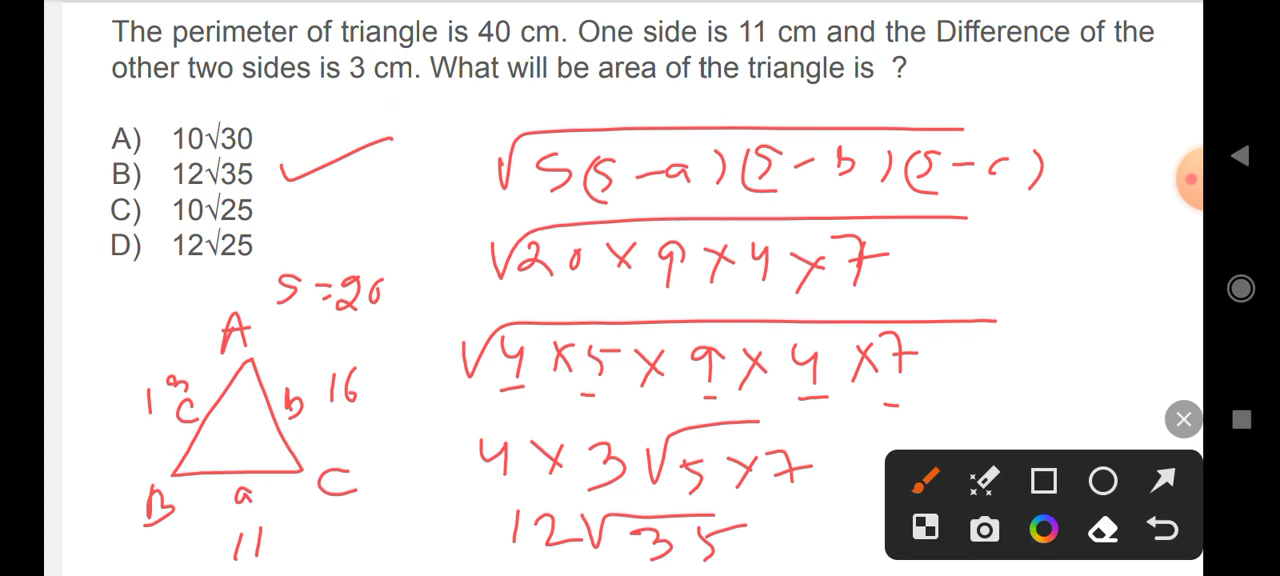 The perimeter of triangle is 40 cm. One side is 11 cm and the Difference of the
other two sides is 3 cm. What will be area of the triangle is ?
A) 10√30
B) 12√35
C) 10√25
D) 12√25
√S(S-a)(S-b)(S-c)
√20×9×4×7
S=20
√4×5×9×4×7
A
13
c
b
16
4×3√5×7
B
a
C
11
12√35